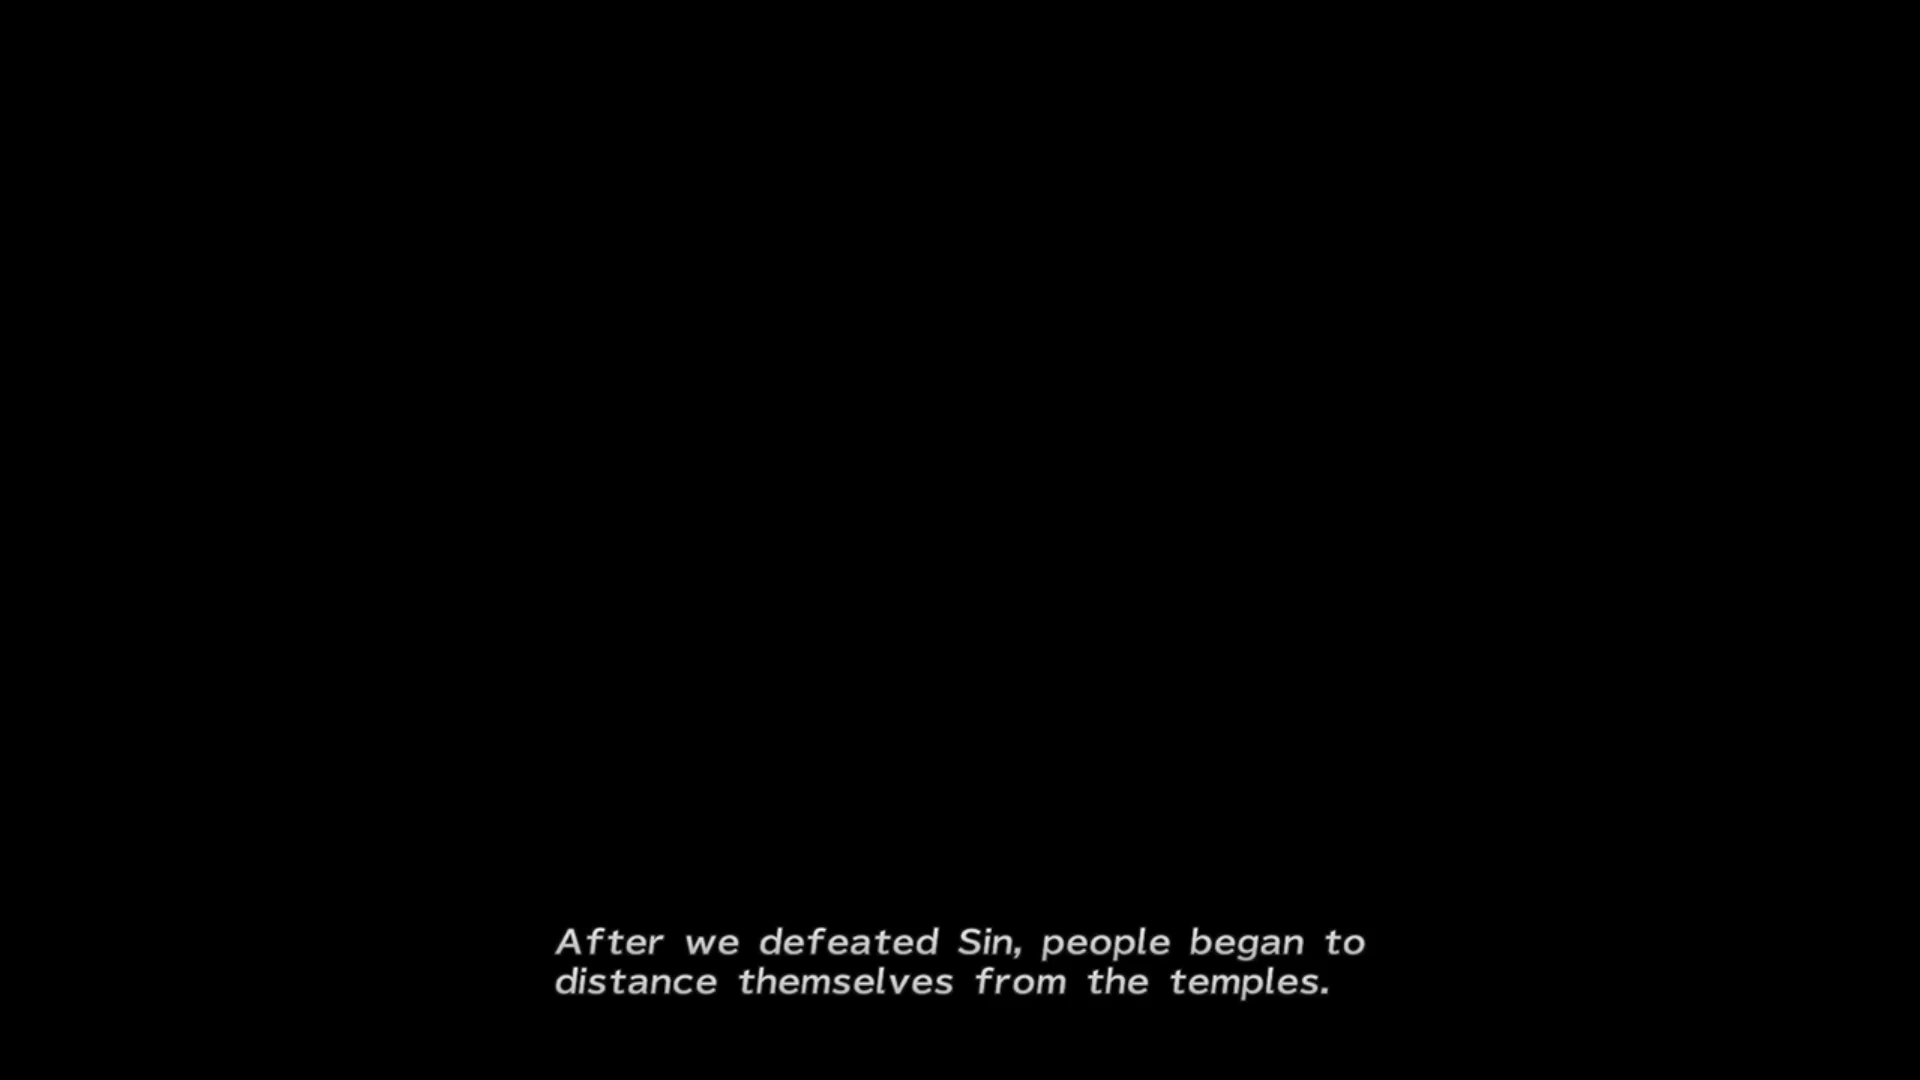 After we defeated Sin, people began to
distance themselves from the temples.